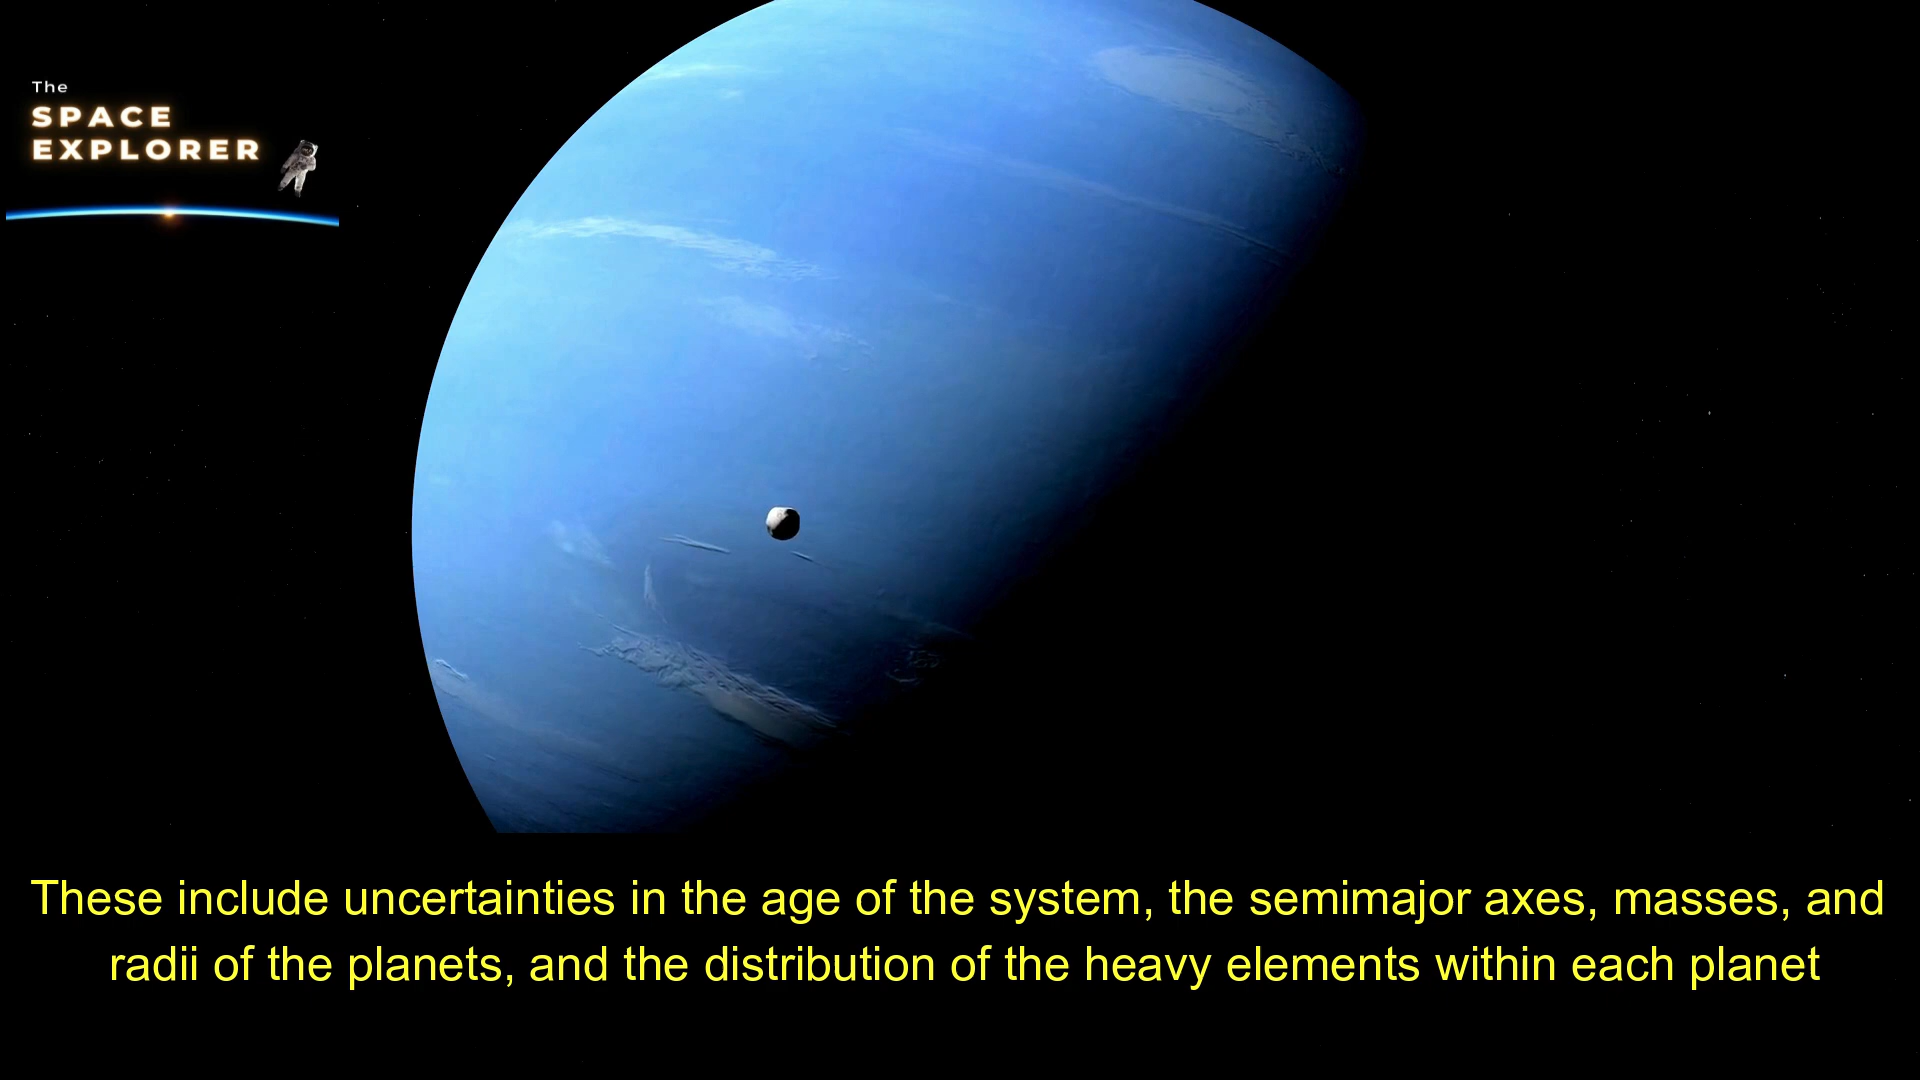 The
SPACE
EXPLORER
These include uncertainties in the age of the system, the semimajor axes, masses, and
radii of the planets, and the distribution of the heavy elements within each planet